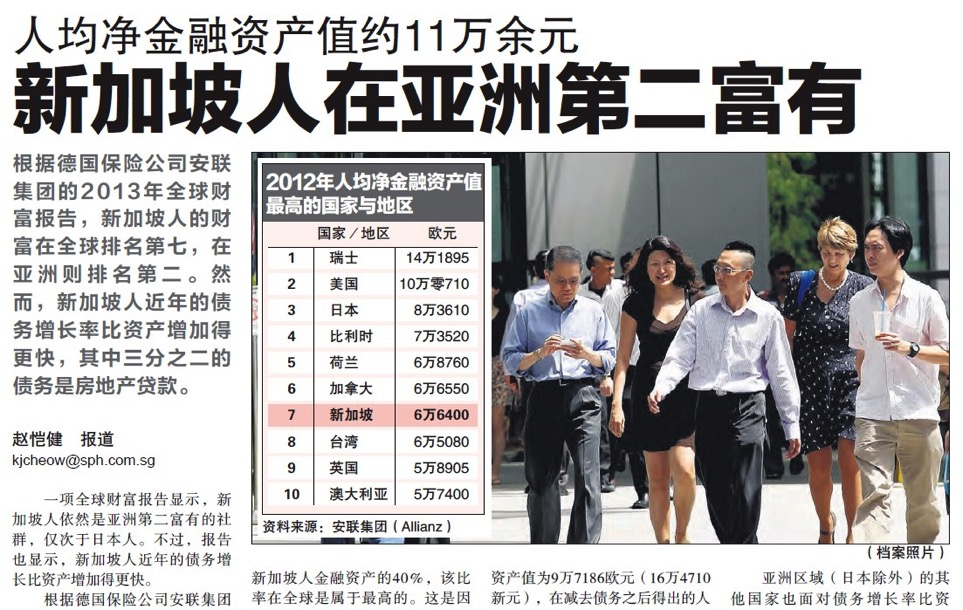 人均净金融资产值约11万余元
新加坡人在亚洲第二富有
根据德国保险公司安联
集团的2013年全球财
富报告，新加坡人的财
富在全球排名第七，在
亚洲则排名第二。然
而，新加坡人近年的债
务增长率比资产增加得
更快，其中三分之二的
债务是房地产贷款。
赵恺健　报道
kjcheow@sph.com.sg
一项全球财富报告显示，新
加坡人依然是亚洲第二富有的社
群，仅次于日本人。不过，报告
也显示，新加坡人近年的债务增
长比资产增加得更快。
根据德国保险公司安联集团
2012年人均净金融资产值
最高的国家与地区
国家／地区 欧元
1 瑞士 14万1895
2 美国 10万零710
3 日本 8万3610
4 比利时 7万3520
5 荷兰 6万8760
6 加拿大 6万6550
7 新加坡 6万6400
8 台湾 6万5080
9 英国 5万8905
10 澳大利亚 5万7400
资料来源：安联集团（Allianz）
（档案照片）
新加坡人金融资产的40%，该比
率在全球是属于最高的。这是因
资产值为9万7186欧元（16万4710
新元），在减去债务之后得出的人
亚洲区域（日本除外）的其
他国家也面对债务增长率比资